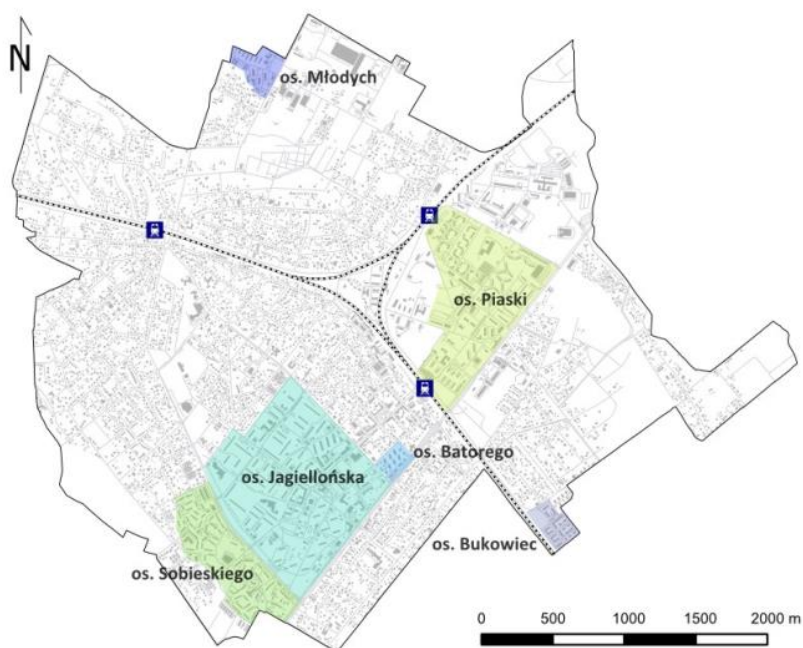 N
os. Młodych
os. Piaski
os. Batorego
os. Jagiellońska
os. Bukowiec
os. Sobieskiego
0 500 1000 1500 2000 m